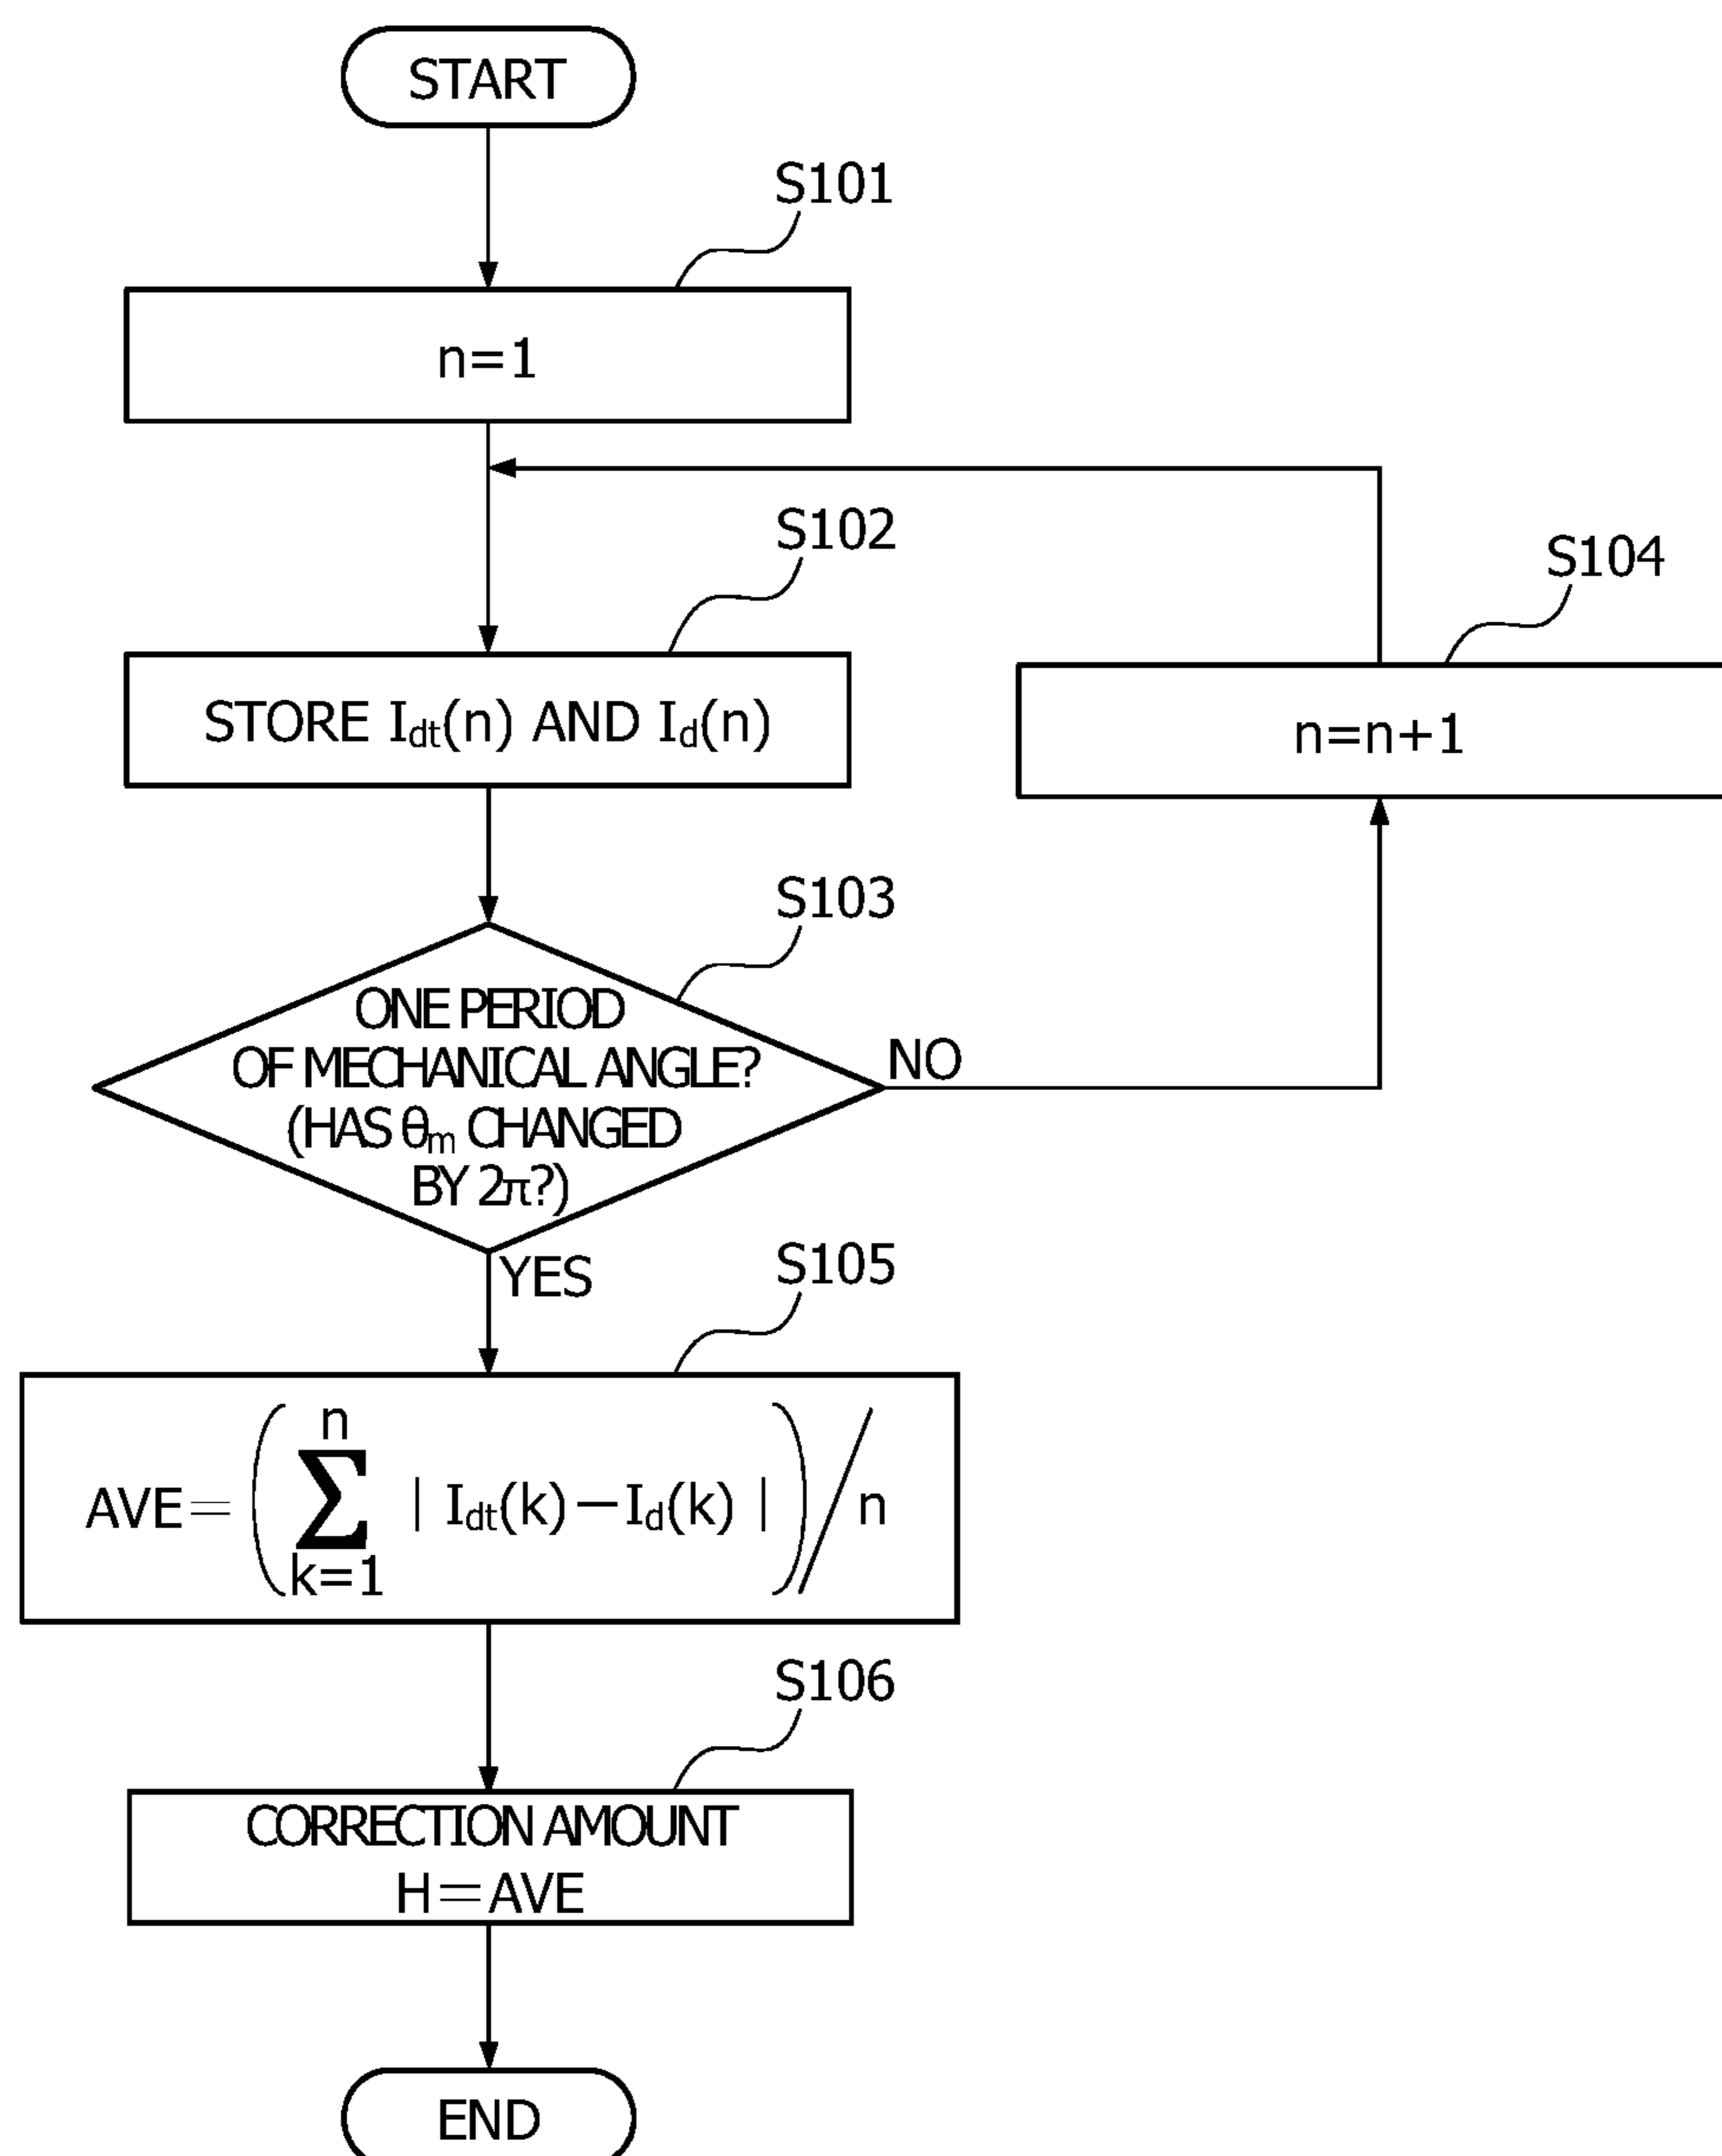 START
S101
n=1
S102
STORE Idt(n) AND Id(n)
S104
n=n+1
S103
ONE PERIOD
OF MECHANICAL ANGLE?
(HAS θm CHANGED
BY 2π?)
NO
YES
S105
n
AVE=(Σ | Idt(k)−Id(k) |)/n
k=1
S106
CORRECTION AMOUNT
H=AVE
END